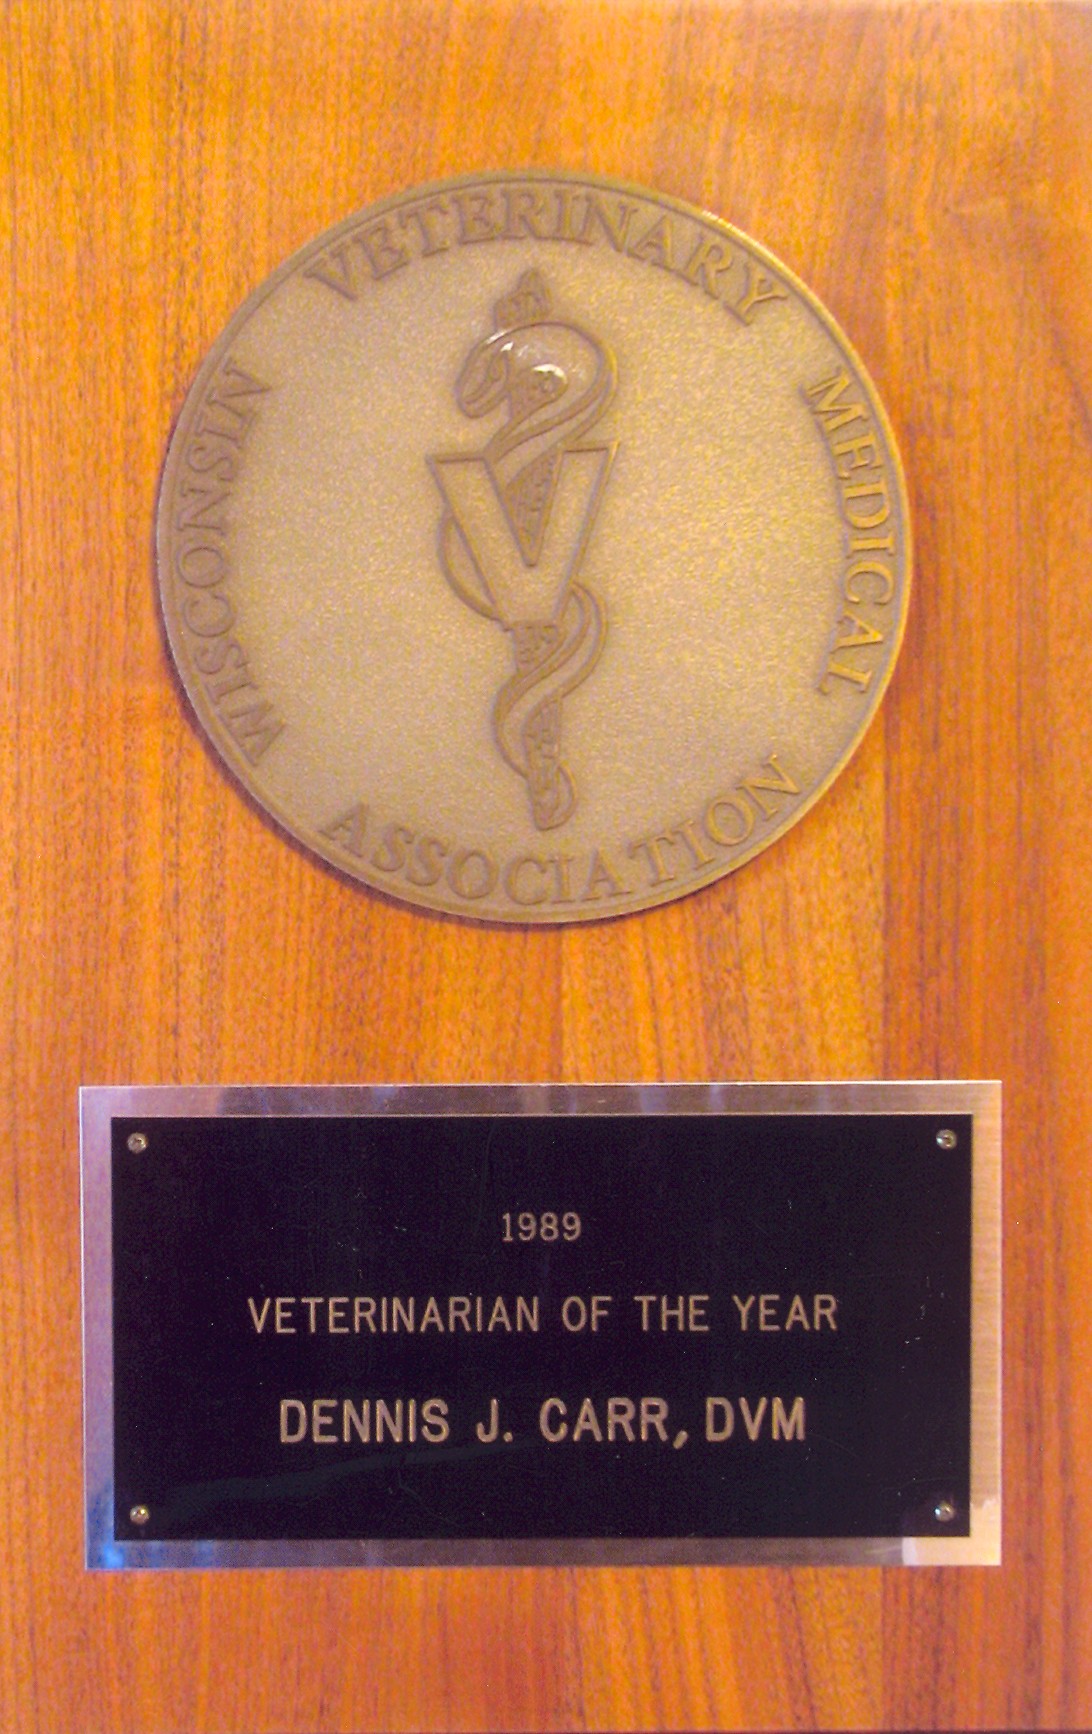 WISCONSIN VETERINARY MEDICAL ASSOCIATION
V
1989
VETERINARIAN OF THE YEAR
DENNIS J. CARR, DVM